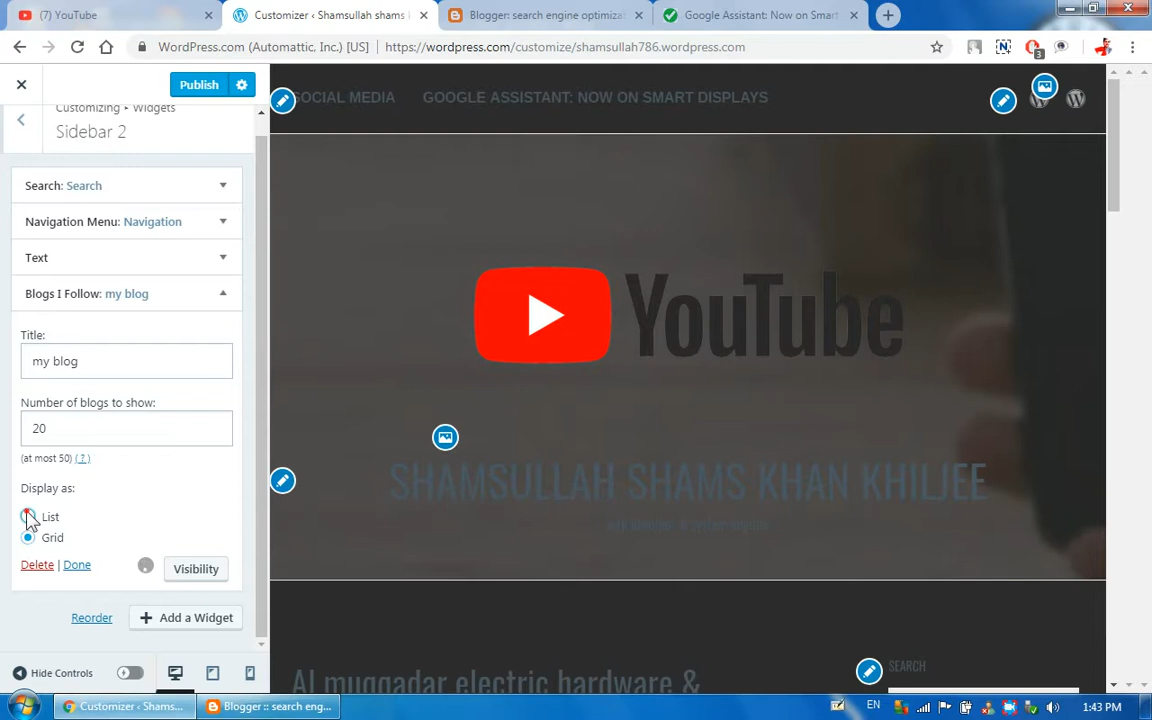 (7) YouTube
Customizer ‹ Shamsullah shams
Blogger: search engine optimiza
Google Assistant: Now on Smart
WordPress.com (Automattic, Inc.) [US]
https://wordpress.com/customize/shamsullah786.wordpress.com
3
Publish
Customizing ▸ Widgets
Sidebar 2
Search: Search
Navigation Menu: Navigation
Text
Blogs I Follow: my blog
Title:
my blog
Number of blogs to show:
20
(at most 50) ( ? )
Display as:
List
Grid
Delete | Done
Visibility
Reorder
Add a Widget
Hide Controls
SOCIAL MEDIA
GOOGLE ASSISTANT: NOW ON SMART DISPLAYS
YouTube
SHAMSULLAH SHAMS KHAN KHILJEE
Al muqqadar electric hardware &
SEARCH
Customizer ‹ Shams...
Blogger :: search eng...
EN
1:43 PM